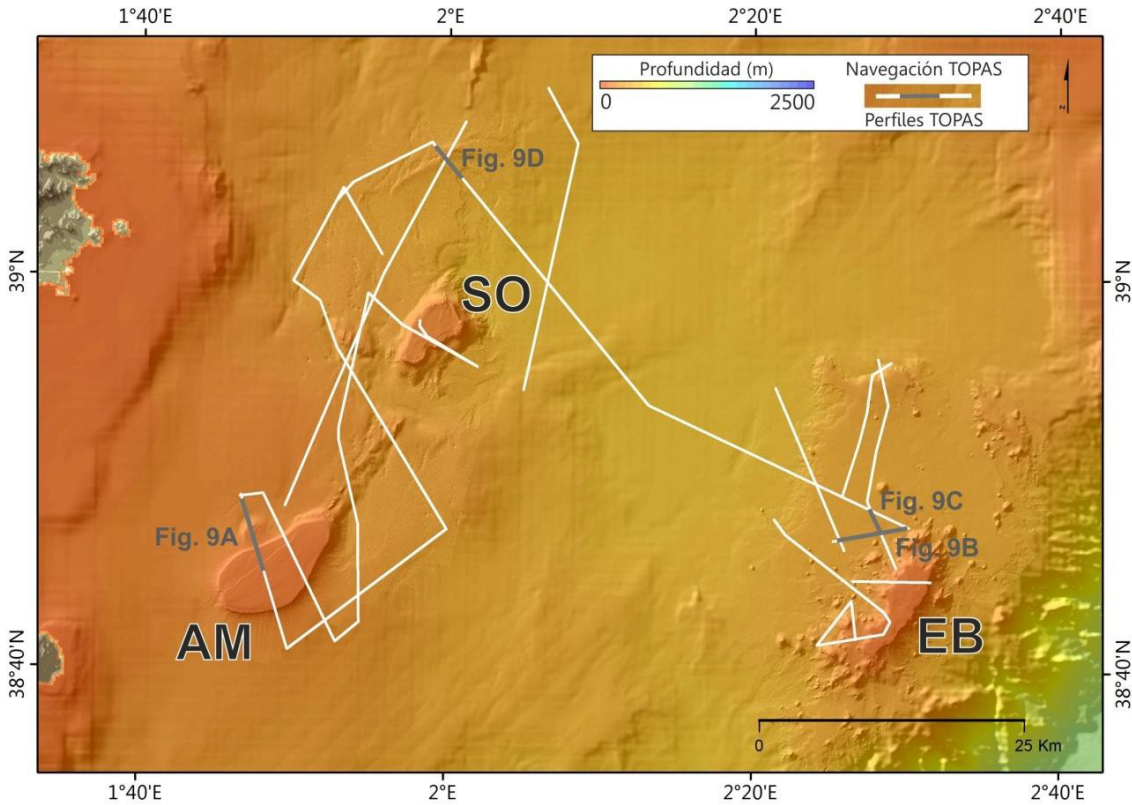 1°40'E 2°E 2°20'E 2°40'E
Profundidad (m)
0 2500
Navegación TOPAS
Perfiles TOPAS
z
Fig. 9D
39°N 39°N
SO
Fig. 9C
Fig. 9A
Fig. 9B
AM
EB
38°40'N 38°40'N
0 25 Km
1°40'E 2°E 2°20'E 2°40'E